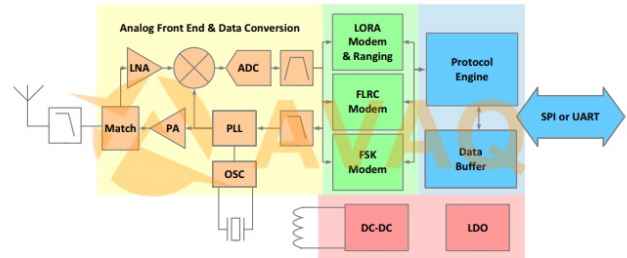 Analog Front End & Data Conversion
LNA
ADC
LORA
Modem
& Ranging
Protocol
Engine
FLRC
Modem
SPI or UART
Match
PA
PLL
FSK
Modem
Data
Buffer
OSC
DC-DC
LDO
AVAQ